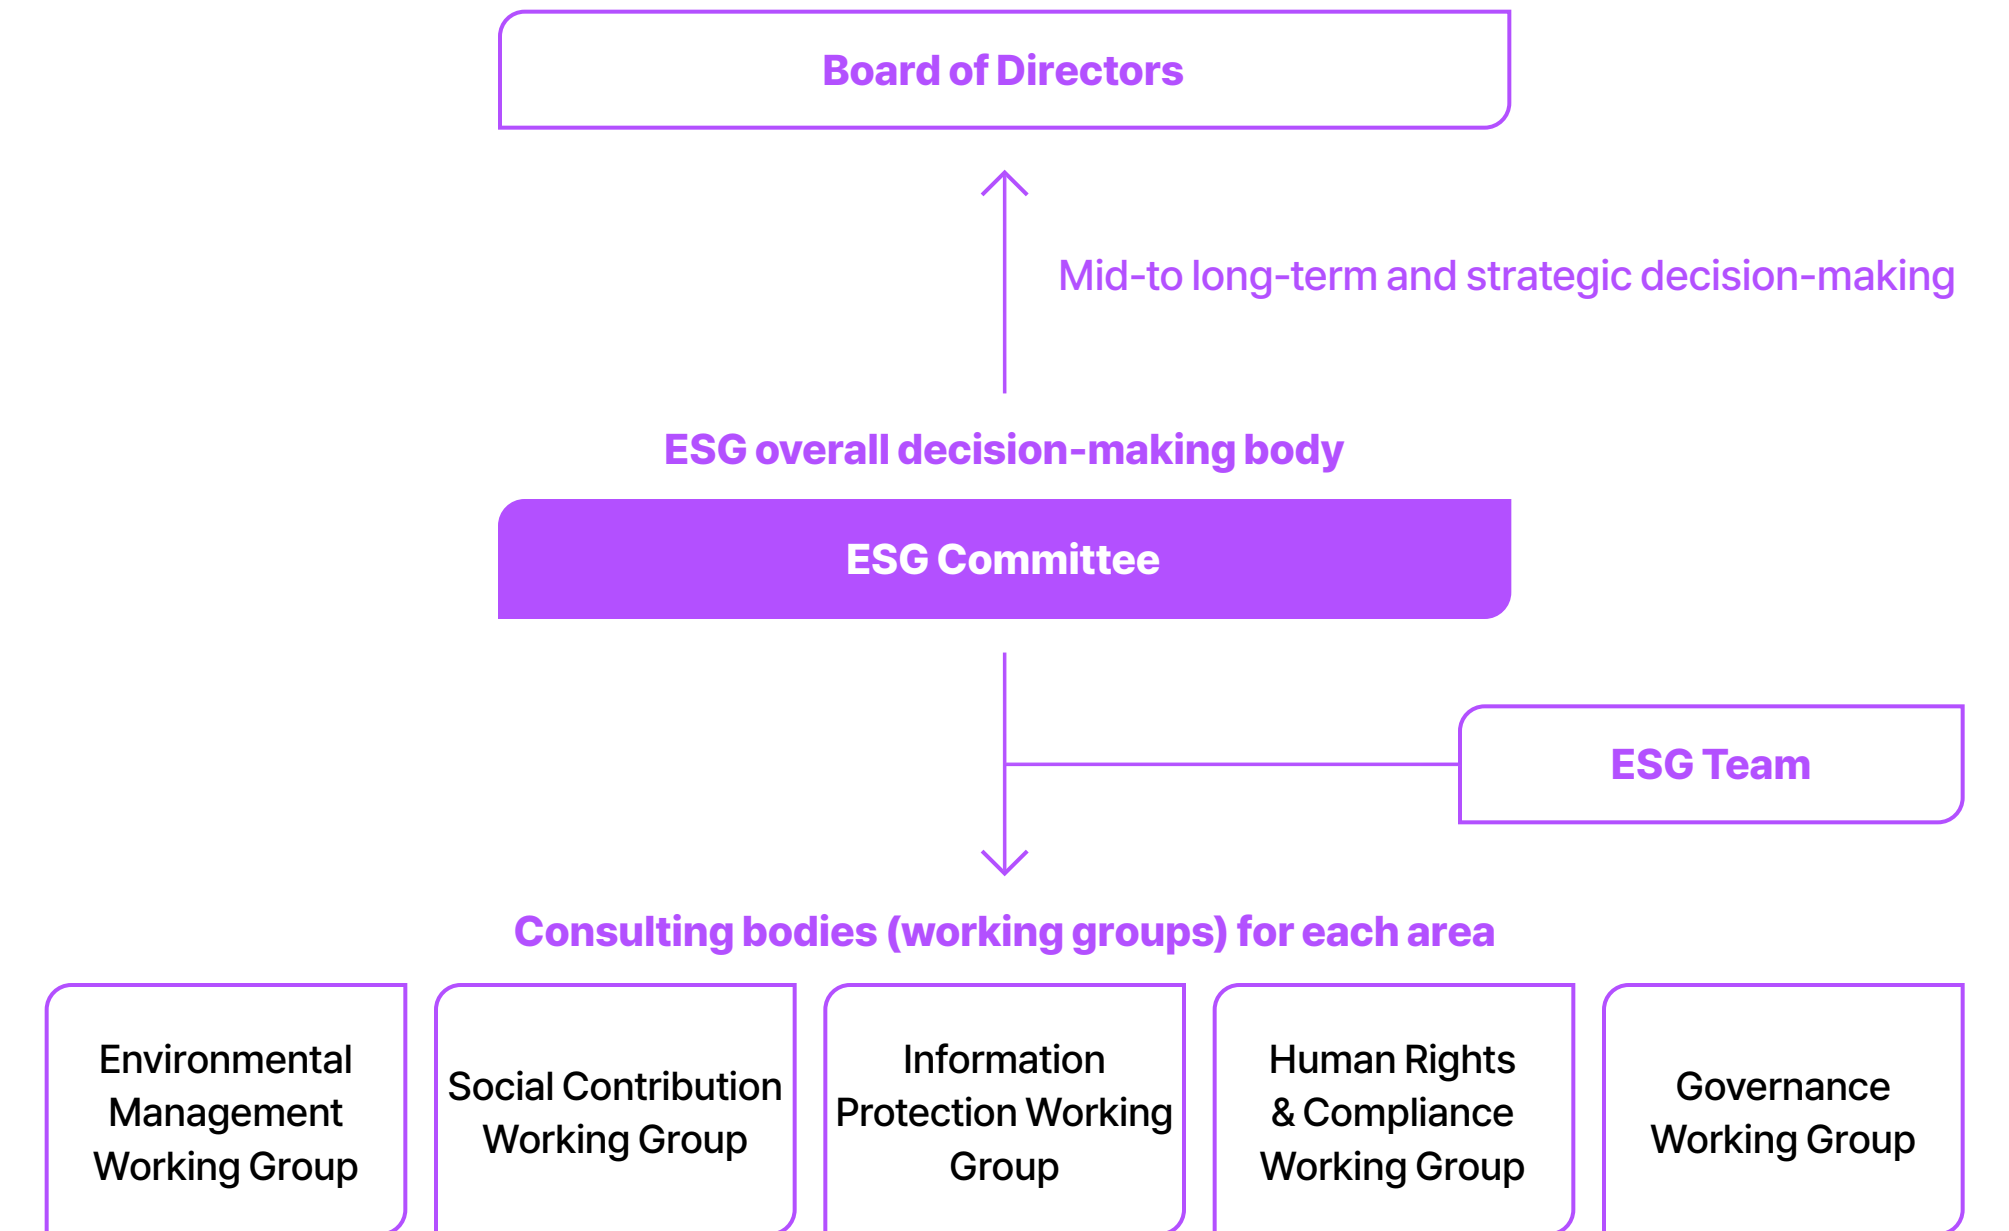 Board of Directors
Mid-to long-term and strategic decision-making
ESG overall decision-making body
ESG Committee
ESG Team
Consulting bodies (working groups) for each area
Environmental
Management
Working Group
Social Contribution
Working Group
Information
Protection Working
Group
Human Rights
& Compliance
Working Group
Governance
Working Group